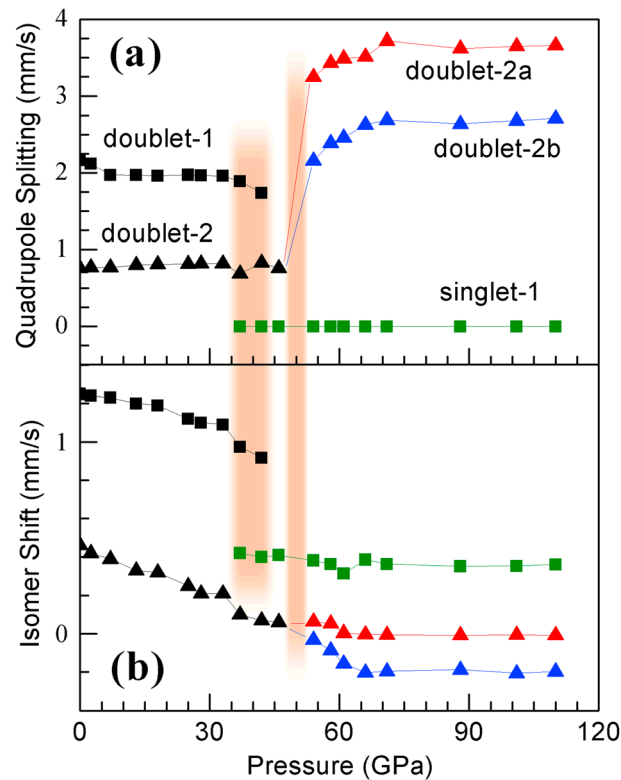 Quadrupole Splitting (mm/s)
4
3
2
1
0
(a)
doublet-1
doublet-2
doublet-2a
doublet-2b
singlet-1
Isomer Shift (mm/s)
1
0
(b)
0
30
60
90
120
Pressure (GPa)